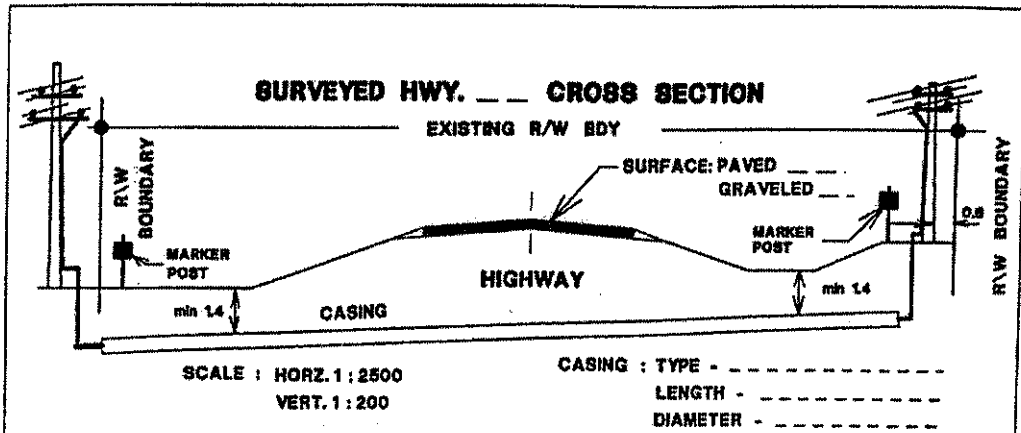 SURVEYED HWY. _ _ CROSS SECTION
EXISTING R/W BDY
R\W
BOUNDARY
SURFACE: PAVED _ _ _
GRAVELED _ _
MARKER
POST
MARKER
POST
0.6
R\W BOUNDARY
HIGHWAY
min 1.4
CASING
min 1.4
SCALE : HORZ. 1 : 2500
VERT. 1 : 200
CASING : TYPE - _ _ _ _ _ _ _ _ _ _
LENGTH - _ _ _ _ _ _ _ _ _
DIAMETER - _ _ _ _ _ _ _ _